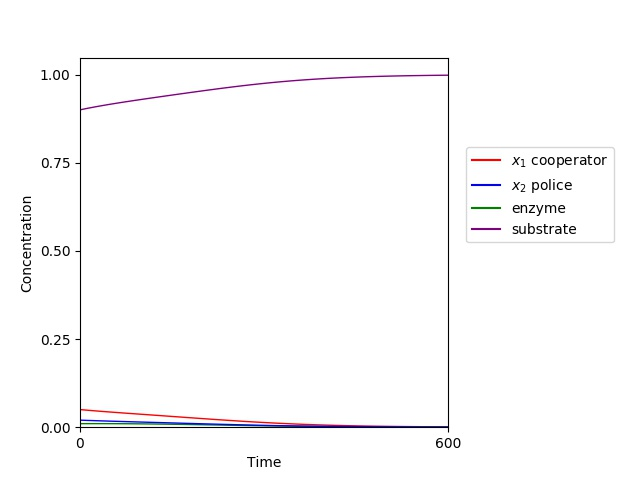 1.00
0.75
0.50
0.25
0.00
Concentration
0
600
Time
x₁ cooperator
x₂ police
enzyme
substrate